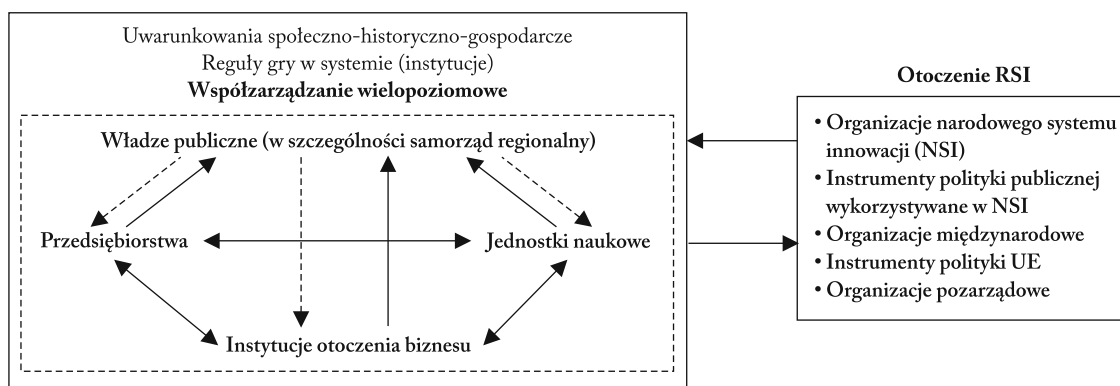 Uwarunkowania społeczno-historyczno-gospodarcze
Reguły gry w systemie (instytucje)
Współzarządzanie wielopoziomowe
Władze publiczne (w szczególności samorząd regionalny)
Przedsiębiorstwa
Jednostki naukowe
Instytucje otoczenia biznesu
Otoczenie RSI
• Organizacje narodowego systemu
innowacji (NSI)
• Instrumenty polityki publicznej
wykorzystywane w NSI
• Organizacje międzynarodowe
• Instrumenty polityki UE
• Organizacje pozarządowe